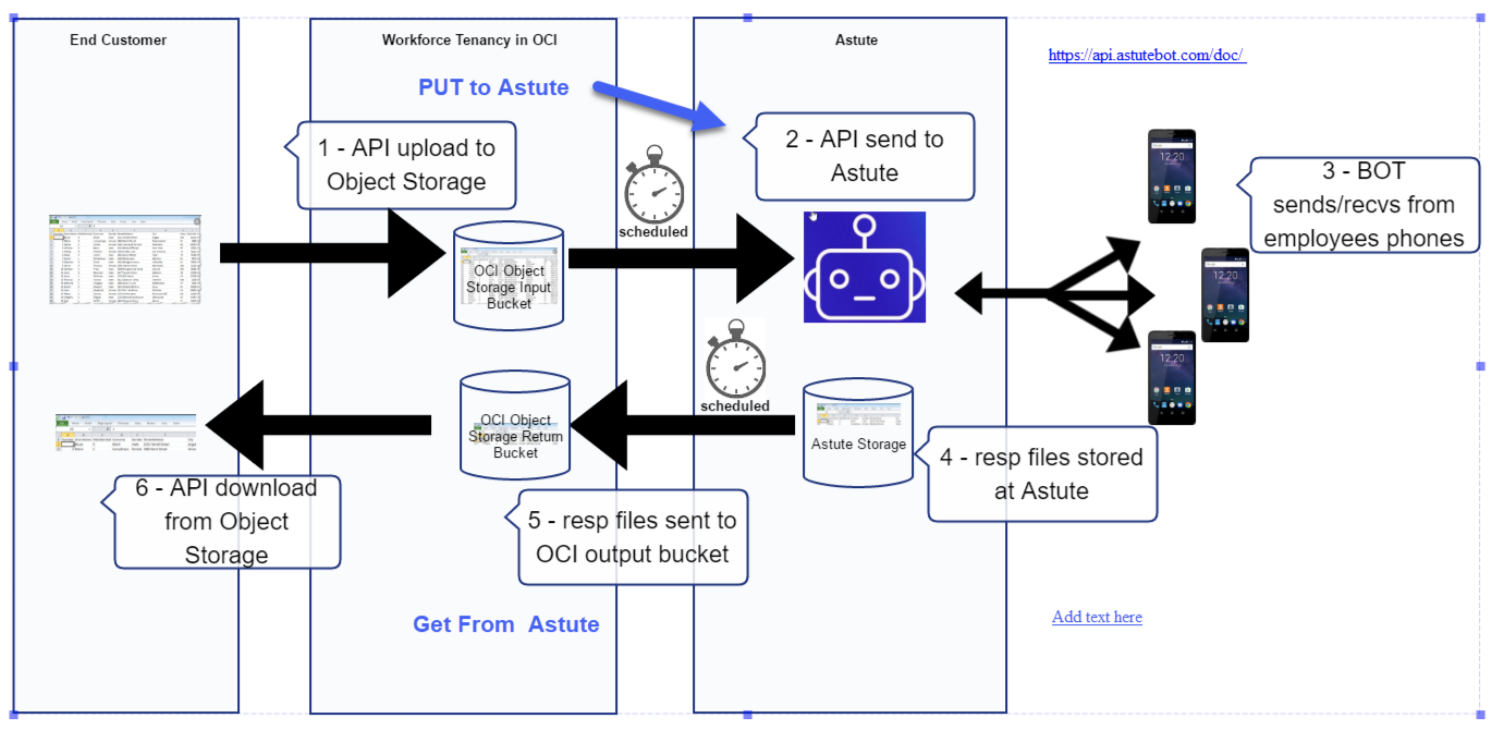 End Customer
Workforce Tenancy in OCI
Astute
https://api.astutebot.com/doc/
PUT to Astute
1 - API upload to
Object Storage
2 - API send to
Astute
3 - BOT
sends/recvs from
employees phones
scheduled
OCI Object
Storage Input
Bucket
12,20
12,20
12,20
scheduled
OCI Object
Storage Return
Bucket
Astute Storage
4 - resp files stored
at Astute
5 - resp files sent to
OCI output bucket
6 - API download
from Object
Storage
Get From Astute
Add text here